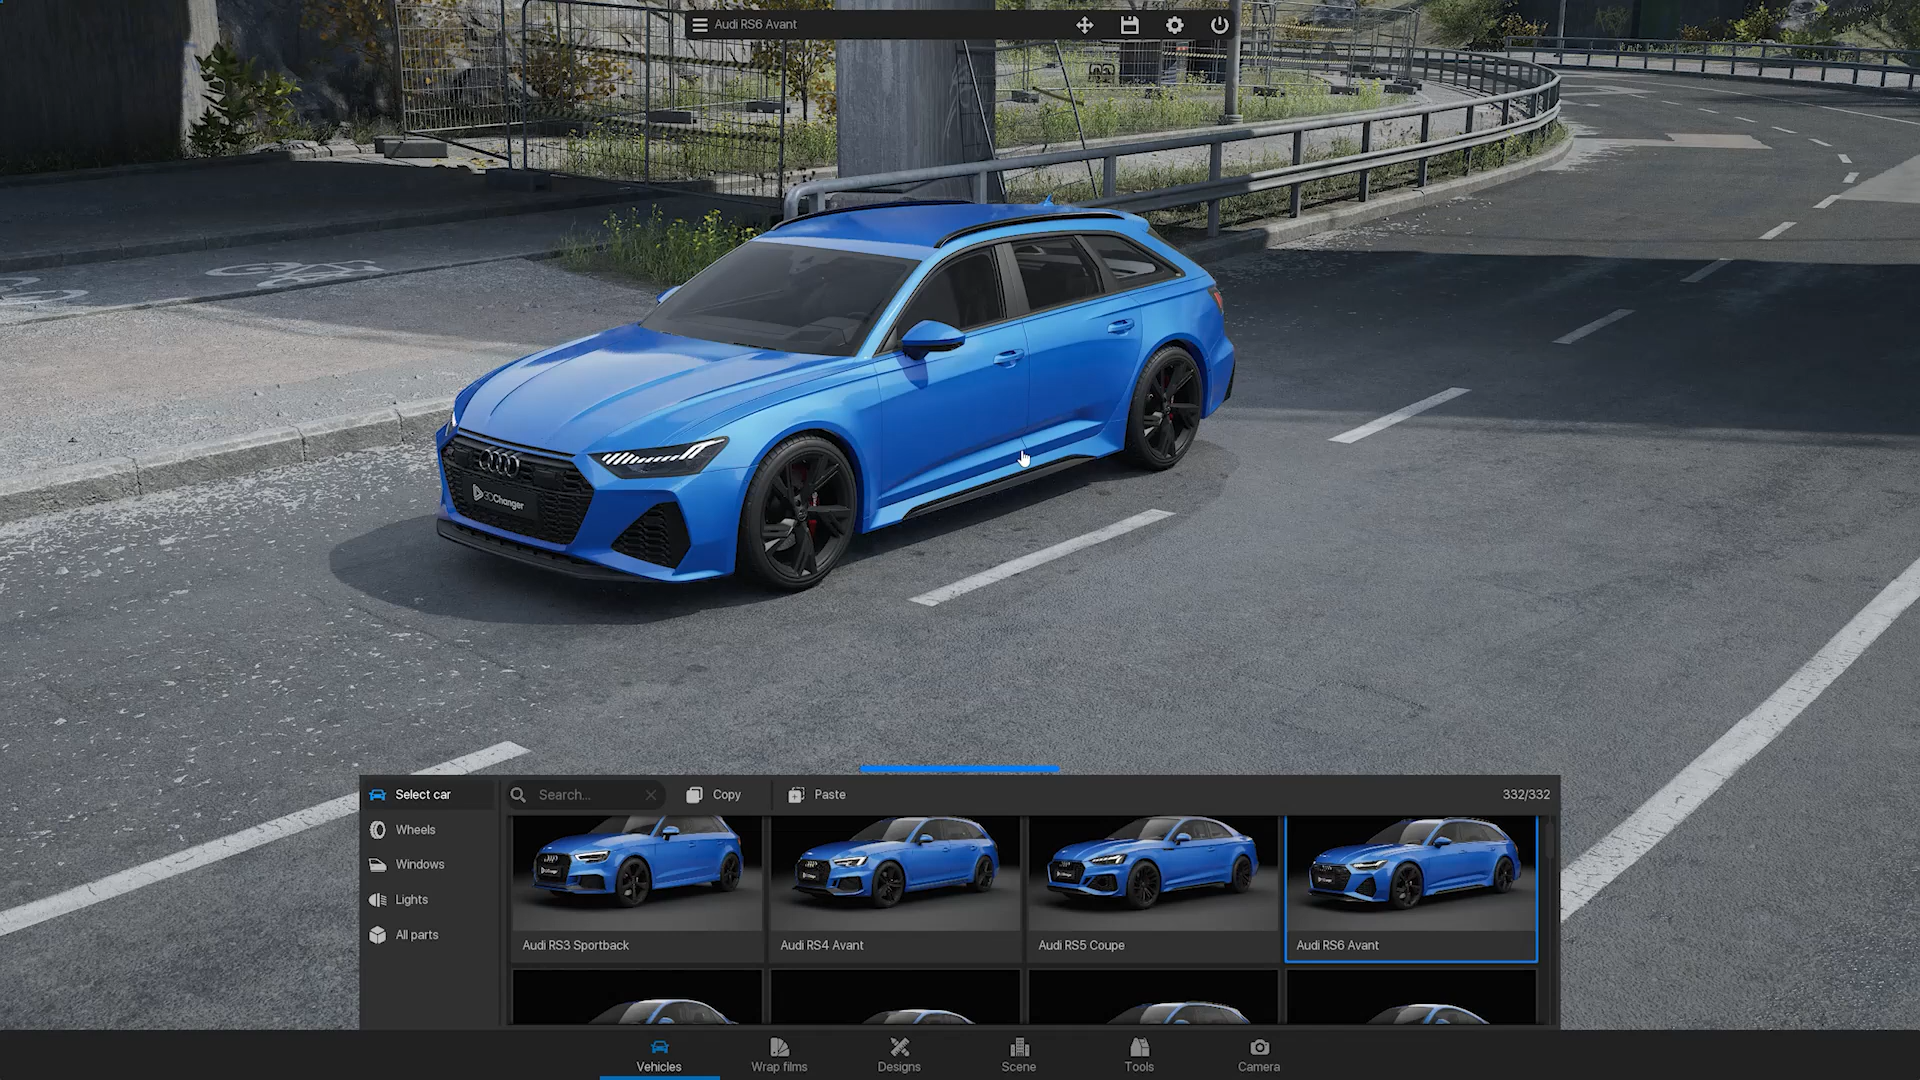 Audi RS6 Avant
3DChanger
Select car
Search...
Copy
Paste
332/332
Wheels
Windows
Lights
All parts
Audi RS3 Sportback
Audi RS4 Avant
Audi RS5 Coupe
Audi RS6 Avant
Vehicles
Wrap films
Designs
Scene
Tools
Camera